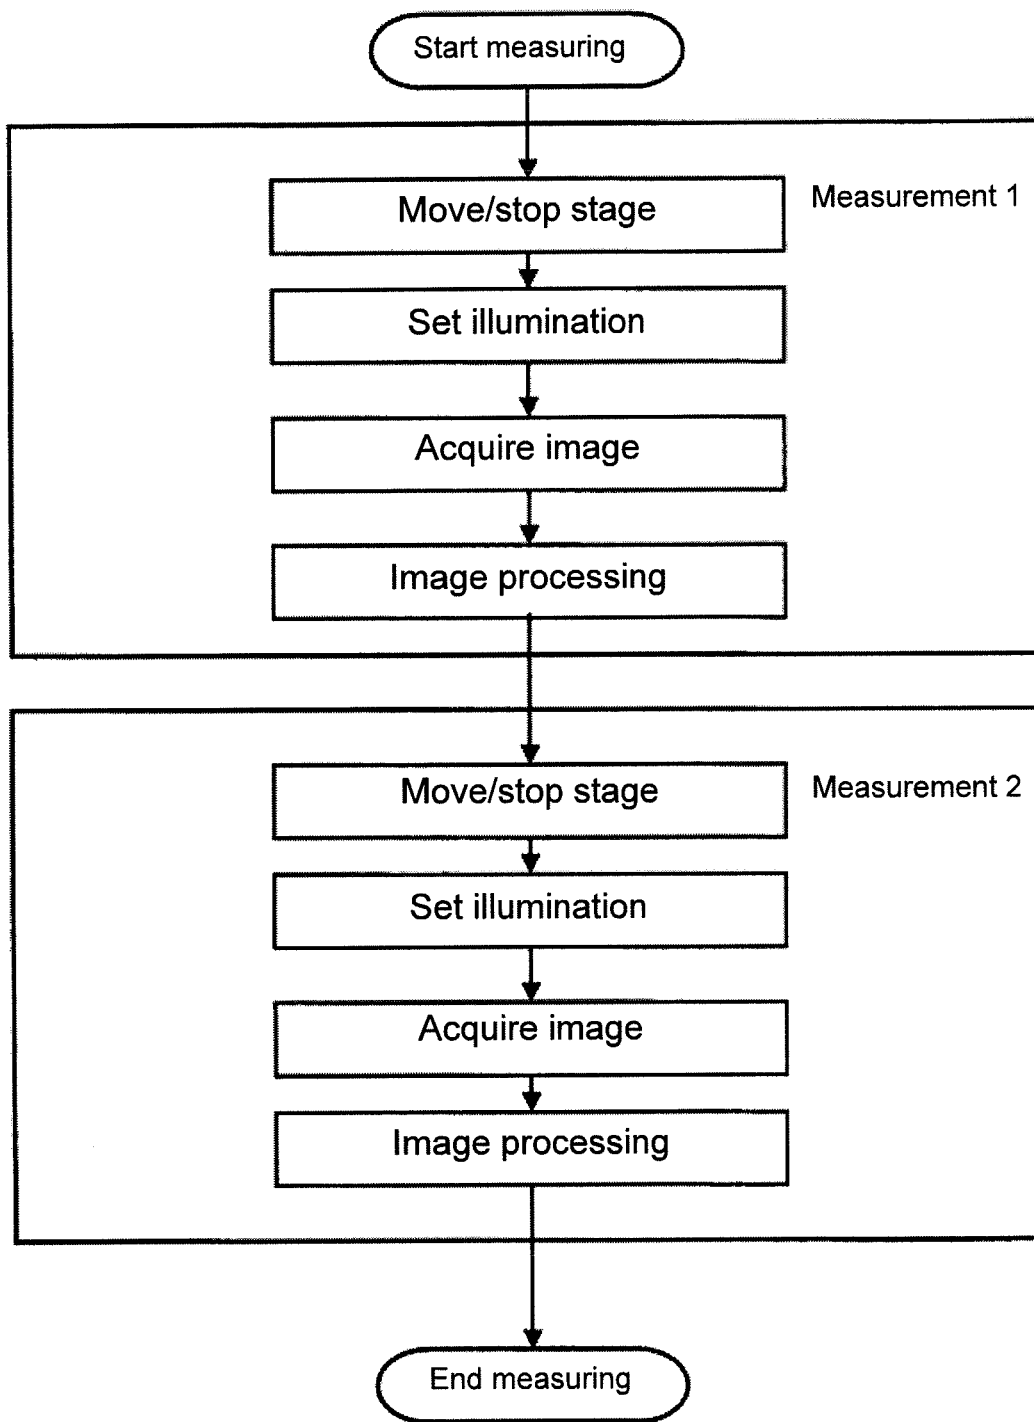 Start measuring
Move/stop stage
Measurement 1
Set illumination
Acquire image
Image processing
Move/stop stage
Measurement 2
Set illumination
Acquire image
Image processing
End measuring